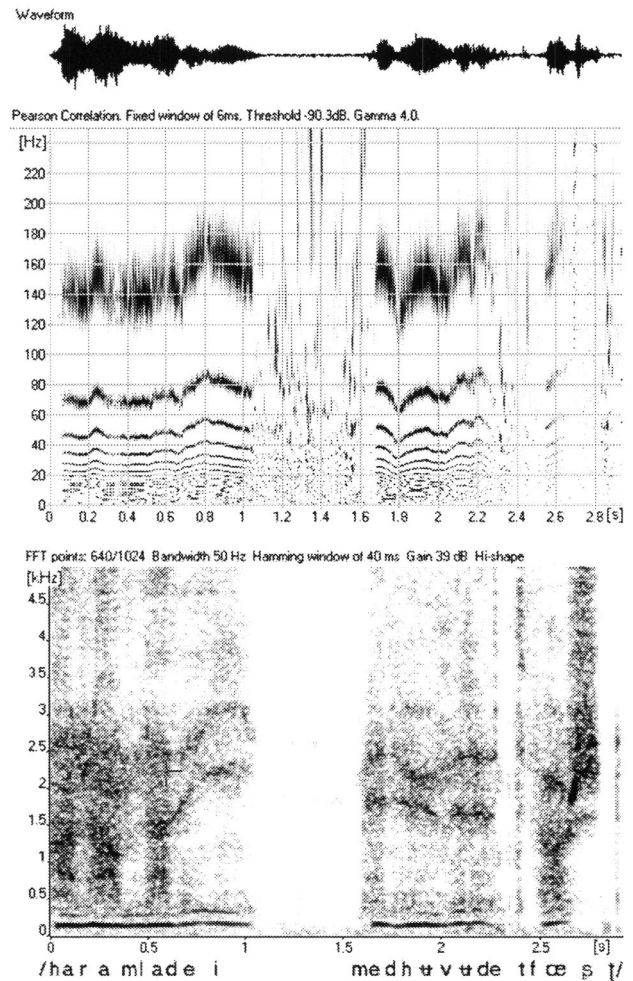 Waveform
Pearson Correlation. Fixed window of 6ms. Threshold -90.3dB. Gamma 4.0.
[Hz]
220
200
180
160
140
120
100
80
60
40
20
0
0 0.2 0.4 0.6 0.8 1 1.2 1.4 1.6 1.8 2 2.2 2.4 2.6 2.8 [s]
FFT points: 640/1024 Bandwidth 50 Hz Hamming window of 40 ms Gain 39 dB Hi-shape
[kHz]
4.5
4
3.5
3
2.5
2
1.5
1
0.5
0
0 0.5 1 1.5 2 2.5 [s]
/har a mlade i medh ʉ v ʉde tf œ ʂ ʈ/